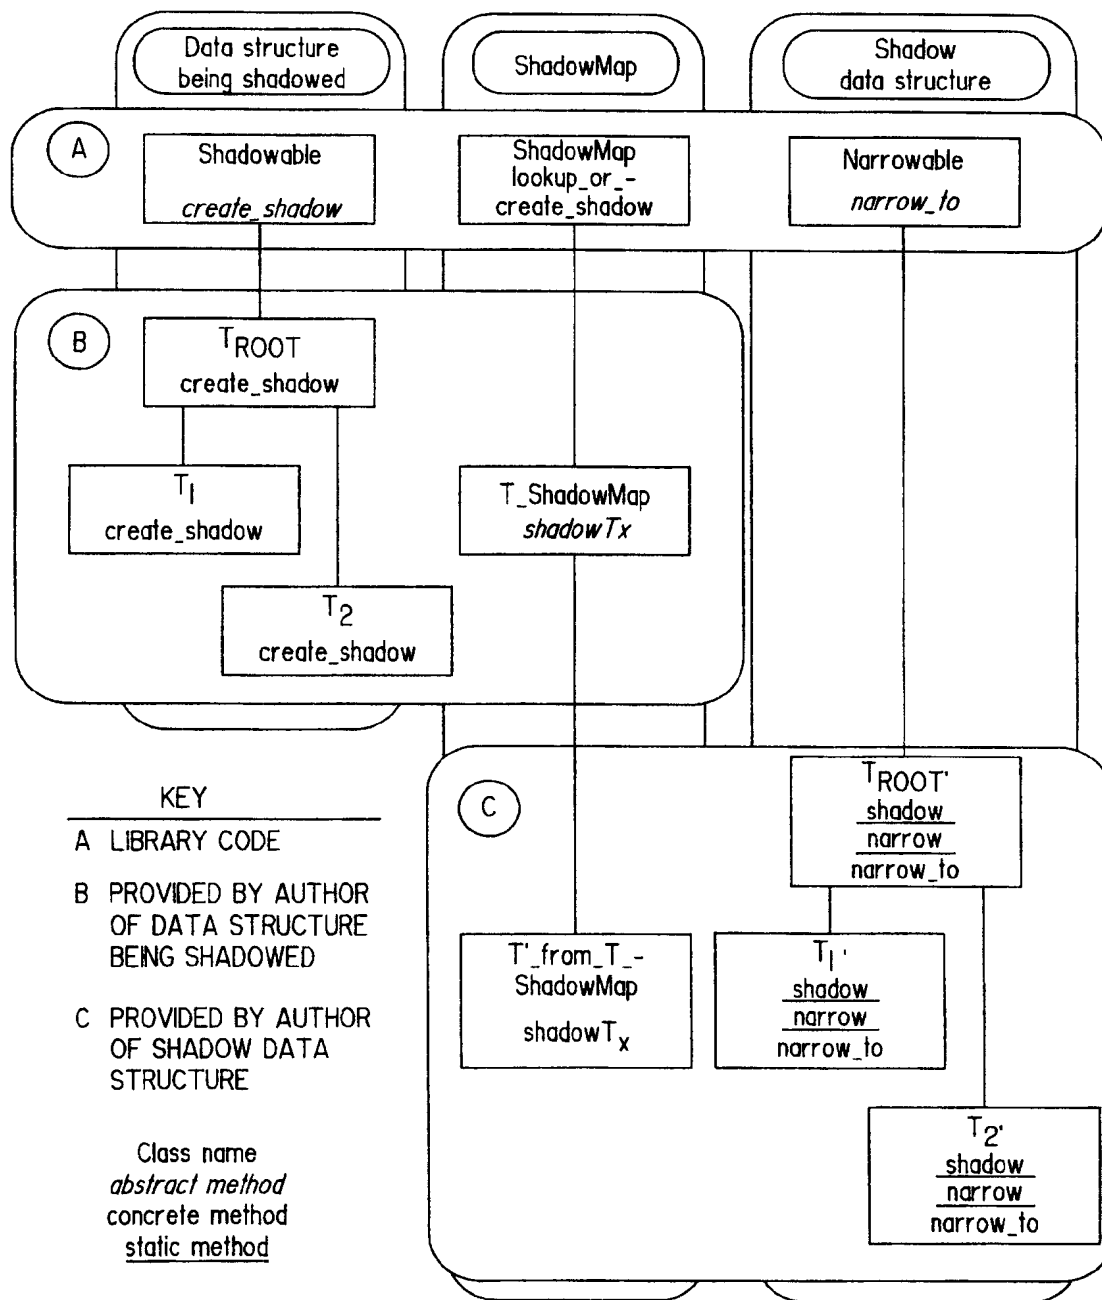 Data structure
being shadowed
ShadowMap
Shadow
data structure
A
Shadowable
create_shadow
ShadowMap
lookup_or_-
create_shadow
Narrowable
narrow_to
B
TROOT
create_shadow
T1
create_shadow
T_ShadowMap
shadowTx
T2
create_shadow
C
TROOT'
shadow
narrow
narrow_to
T'_from_T_-
ShadowMap
shadowTx
T1'
shadow
narrow
narrow_to
T2'
shadow
narrow
narrow_to
KEY
A LIBRARY CODE
B PROVIDED BY AUTHOR
OF DATA STRUCTURE
BEING SHADOWED
C PROVIDED BY AUTHOR
OF SHADOW DATA
STRUCTURE
Class name
abstract method
concrete method
static method